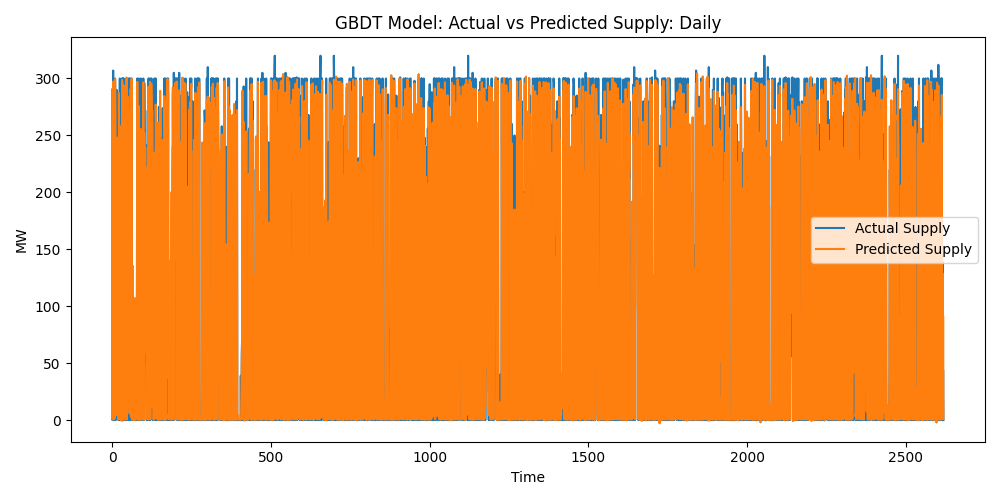 GBDT Model: Actual vs Predicted Supply: Daily
MW
300
250
200
150
100
50
0
Actual Supply
Predicted Supply
0
500
1000
1500
2000
2500
Time